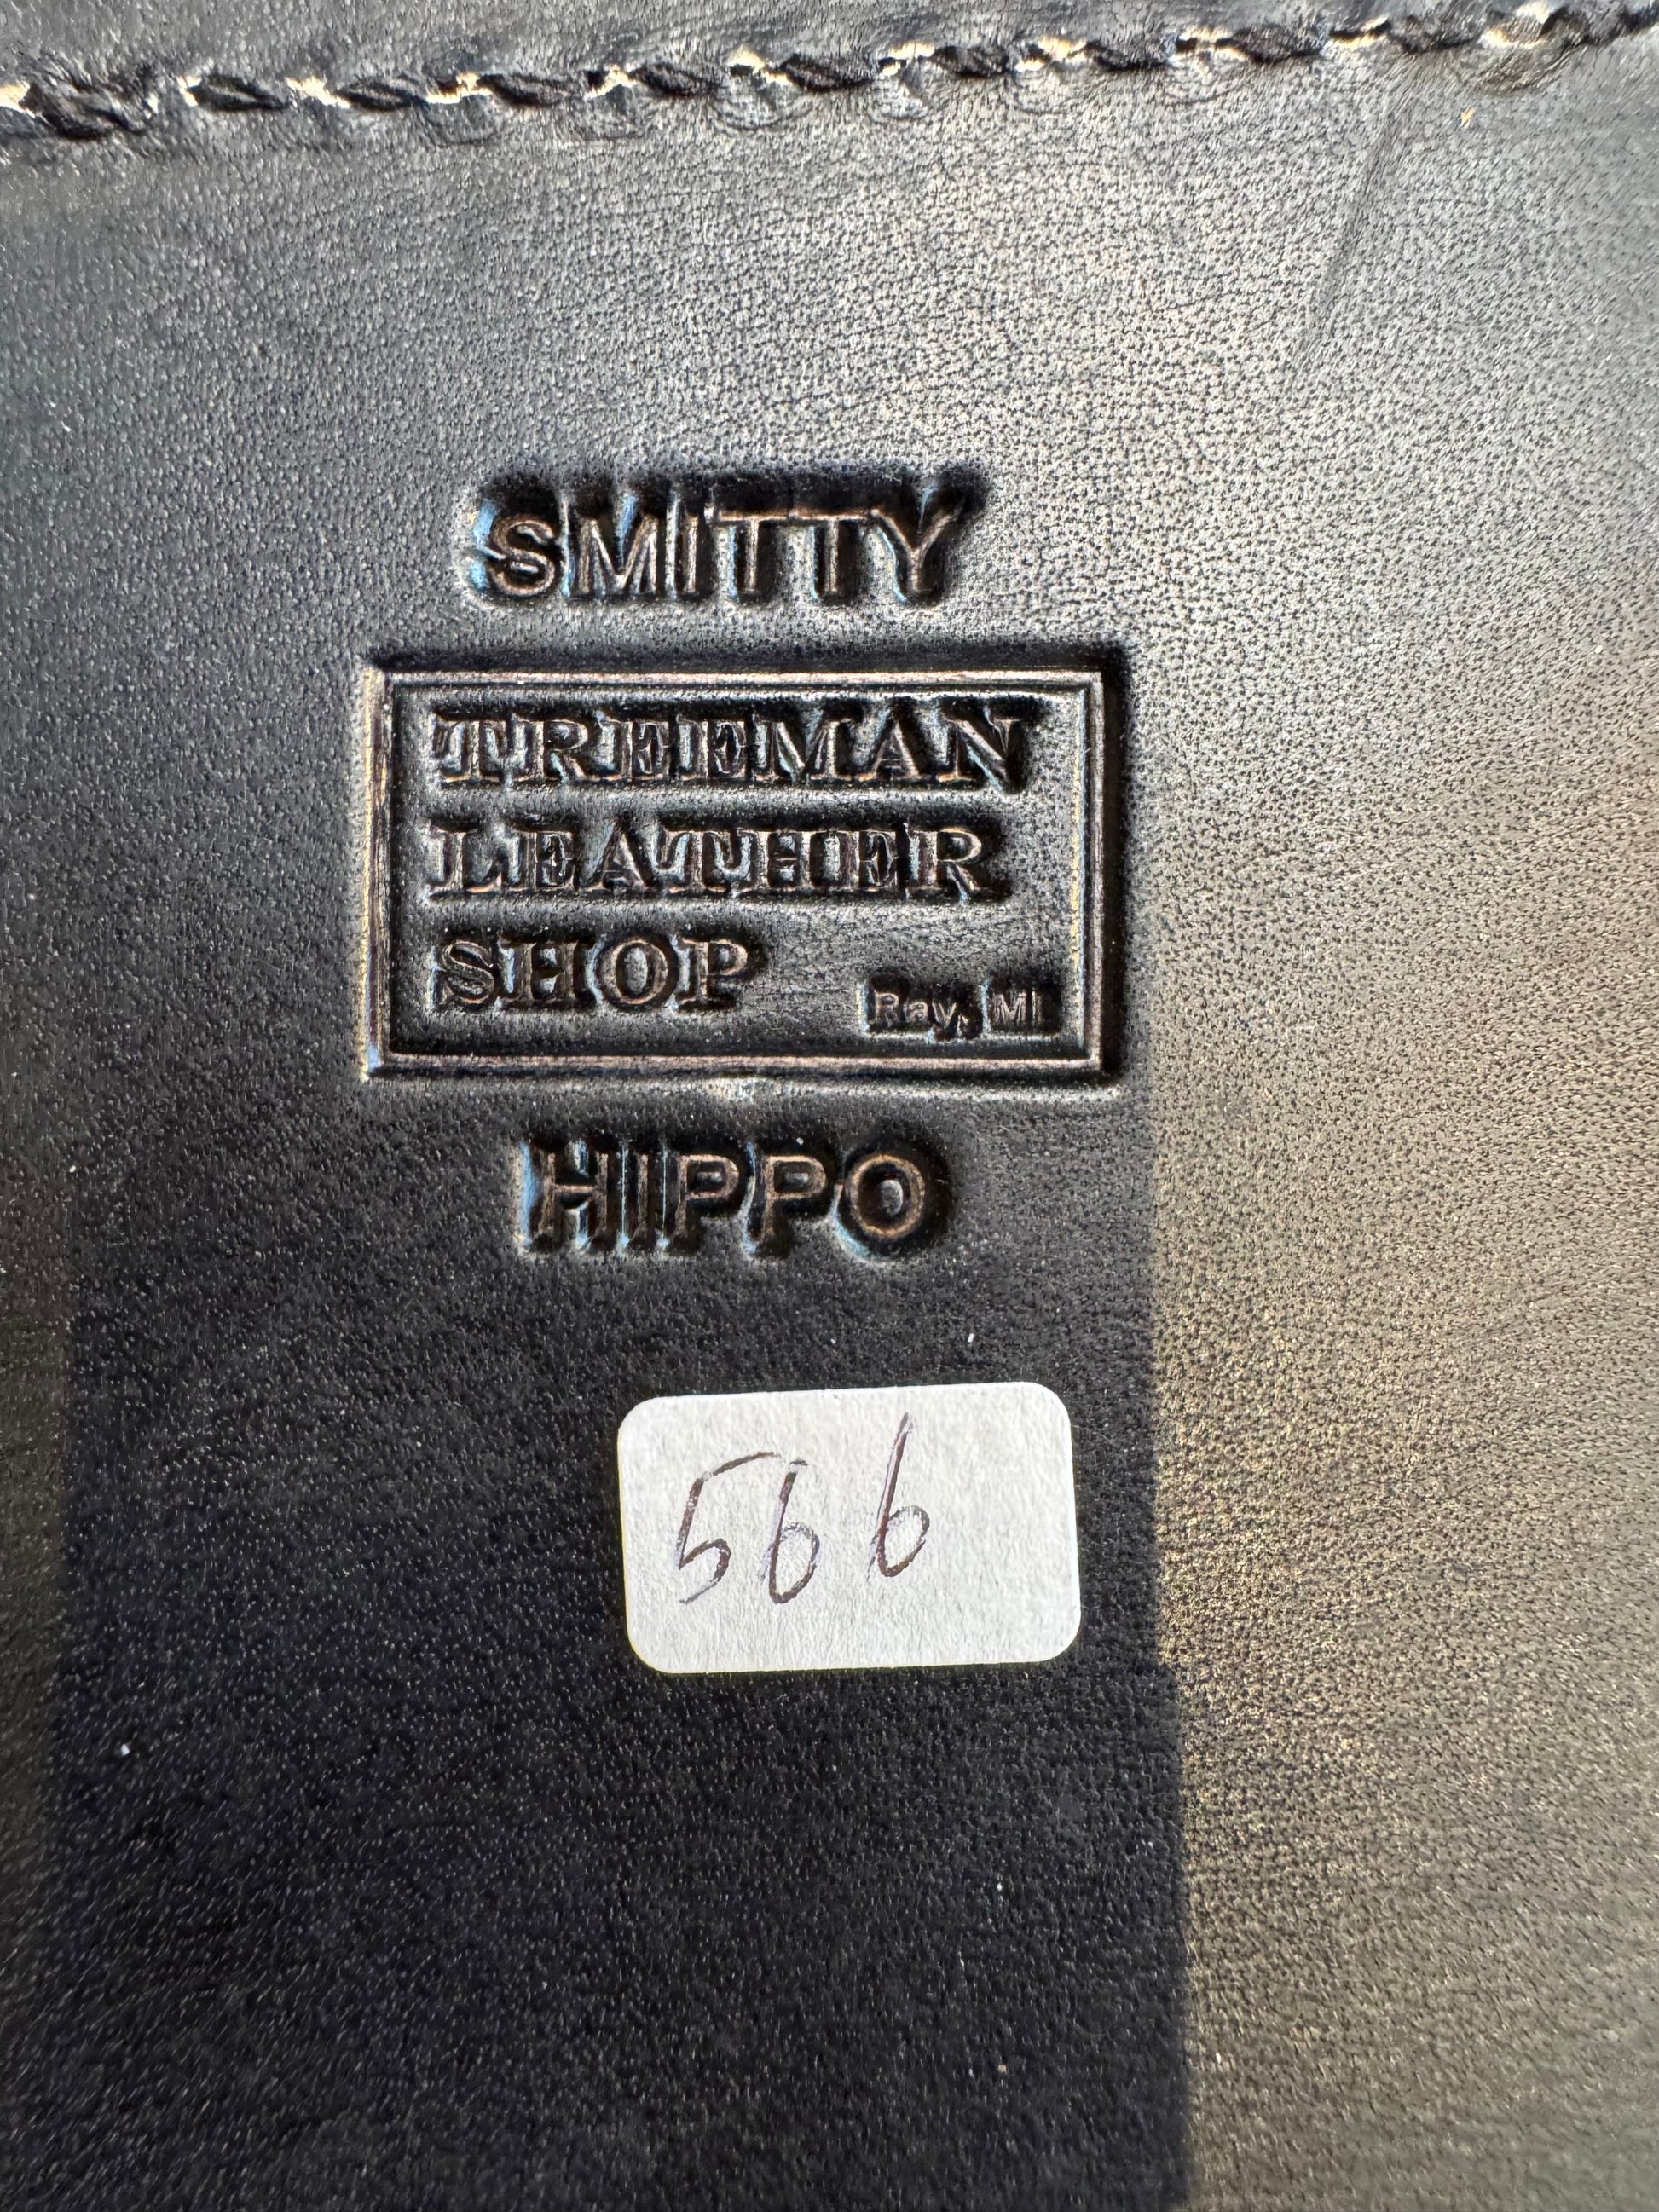 SMITTY
TREEMAN
LEATHER
SHOP Ray, MI
HIPPO
566